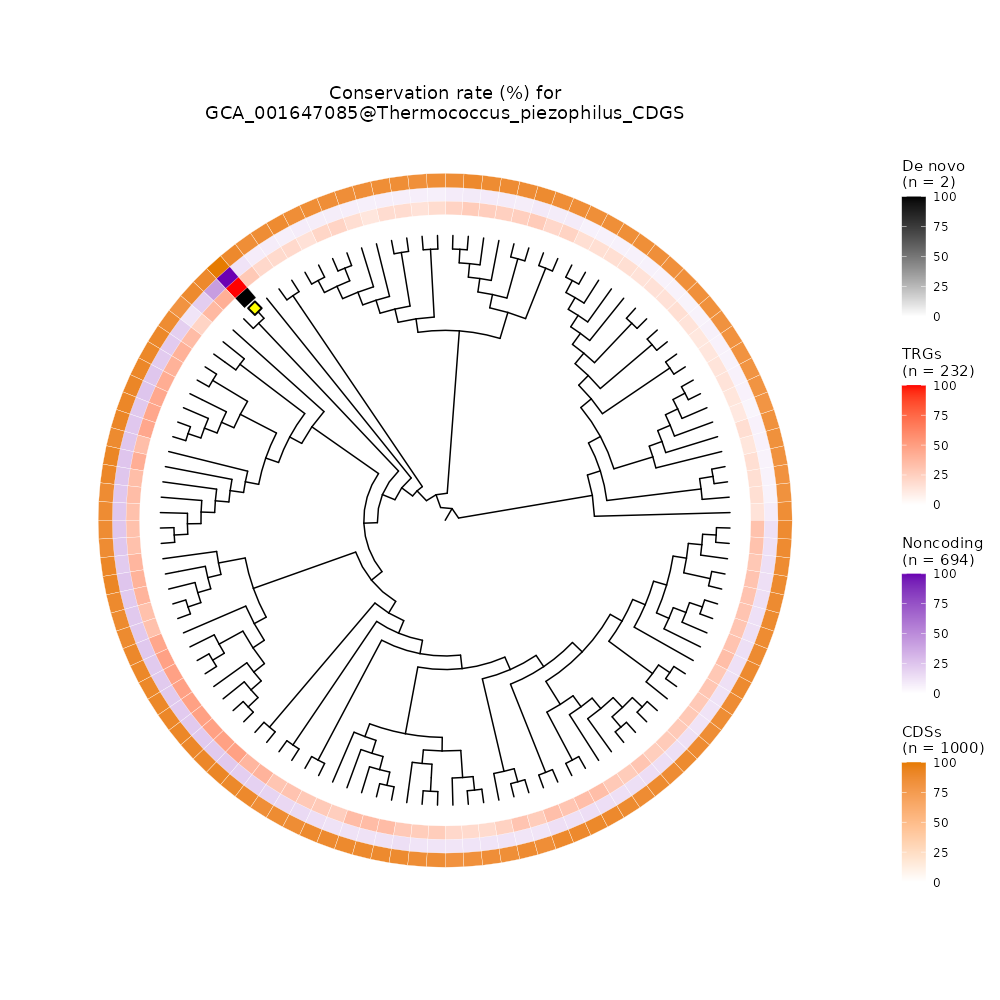 Conservation rate (%) for
GCA_001647085@Thermococcus_piezophilus_CDGS
De novo
(n = 2)
100
75
50
25
0
TRGs
(n = 232)
100
75
50
25
0
Noncoding
(n = 694)
100
75
50
25
0
CDSs
(n = 1000)
100
75
50
25
0